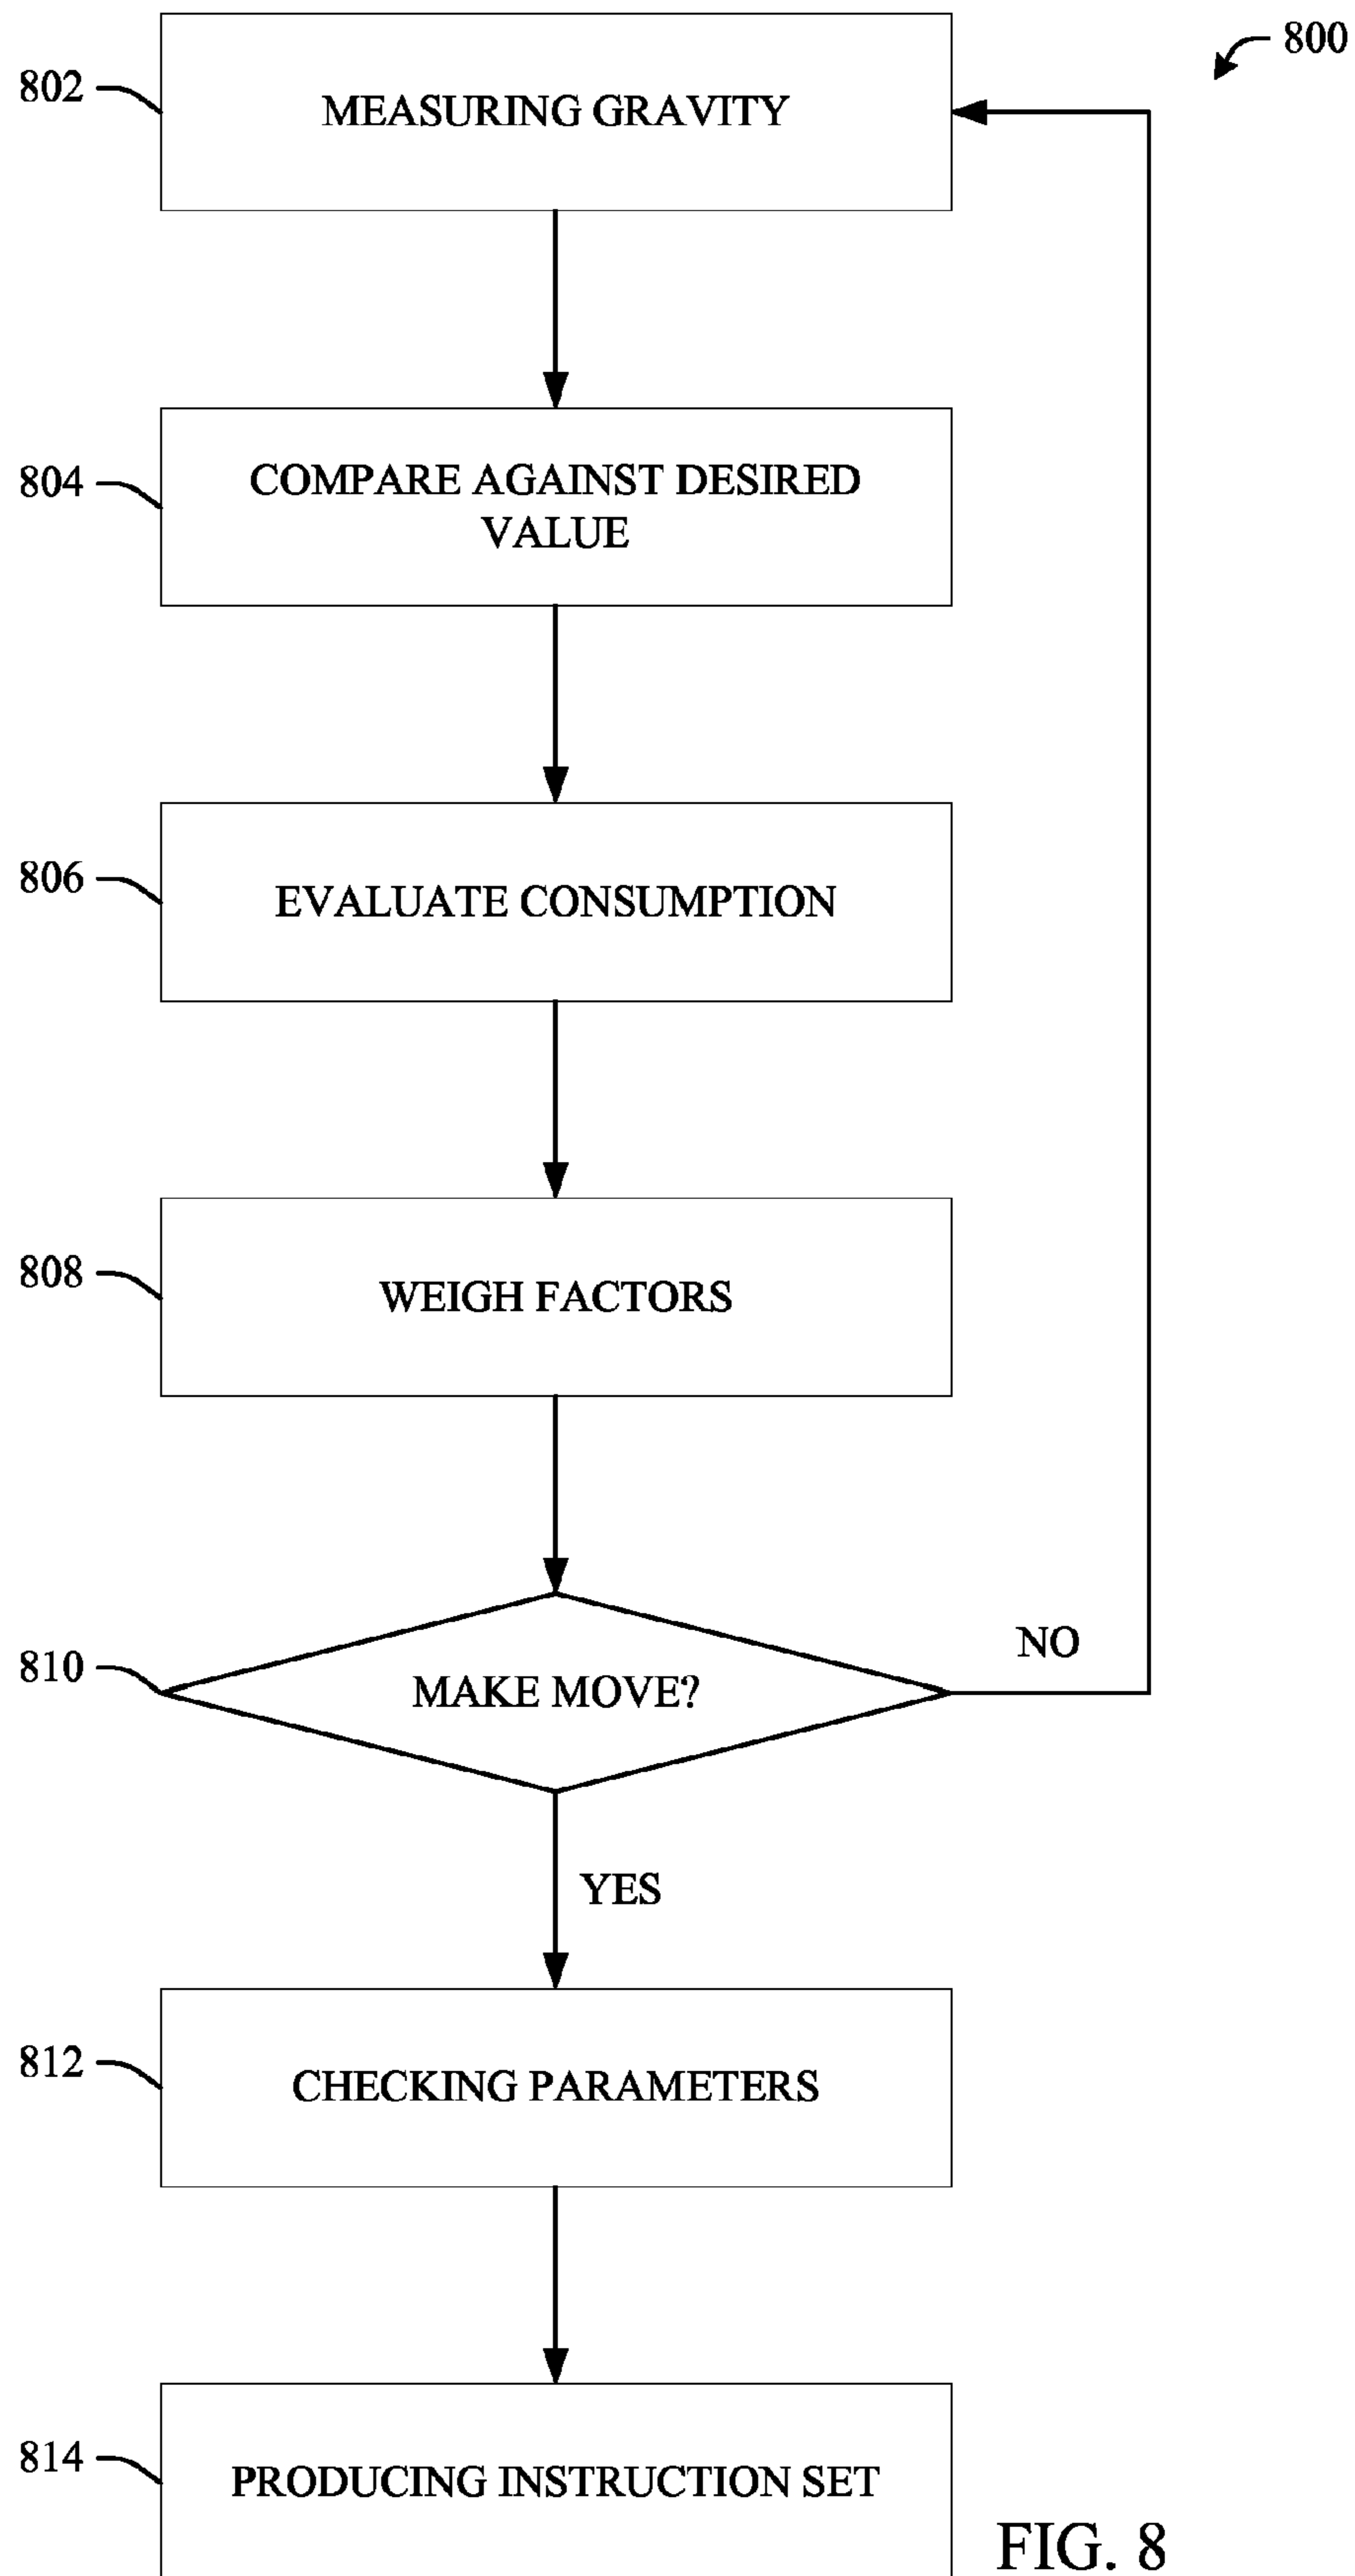 800
802
MEASURING GRAVITY
804
COMPARE AGAINST DESIRED
VALUE
806
EVALUATE CONSUMPTION
808
WEIGH FACTORS
810
MAKE MOVE?
NO
YES
812
CHECKING PARAMETERS
814
PRODUCING INSTRUCTION SET
FIG. 8